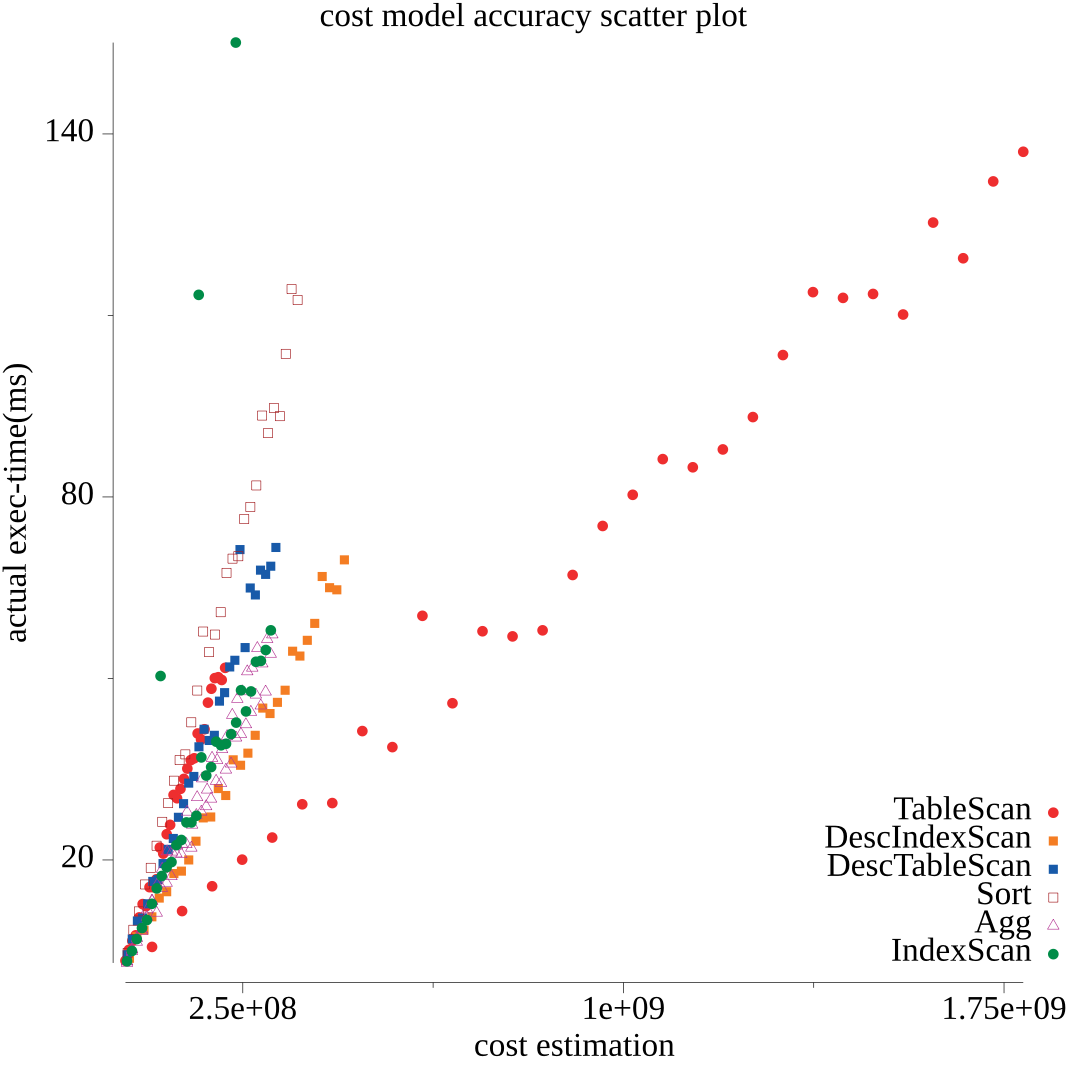 cost model accuracy scatter plot
140
80
20
actual exec-time(ms)
TableScan
DescIndexScan
DescTableScan
Sort
Agg
IndexScan
2.5e+08
1e+09
1.75e+09
cost estimation